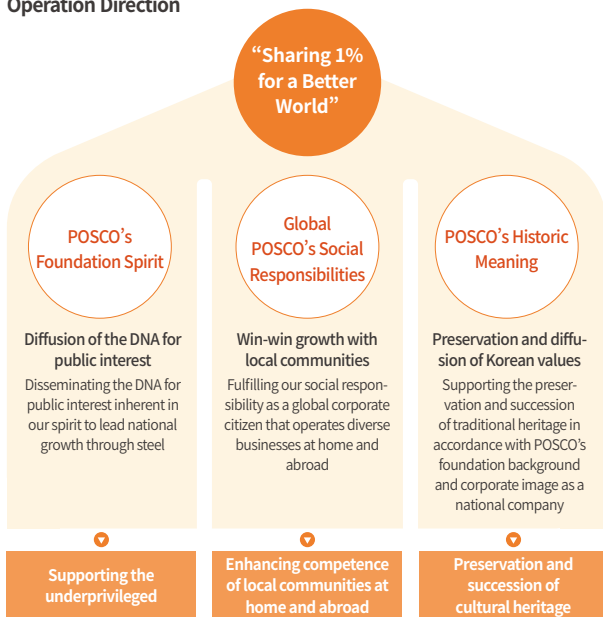 Operation Direction
“Sharing 1%
for a Better
World”
POSCO’s
Foundation Spirit
Diffusion of the DNA for
public interest
Disseminating the DNA for
public interest inherent in
our spirit to lead national
growth through steel
Supporting the
underprivileged
Global
POSCO’s Social
Responsibilities
Win-win growth with
local communities
Fulfilling our social respon-
sibility as a global corporate
citizen that operates diverse
businesses at home and
abroad
Enhancing competence
of local communities at
home and abroad
POSCO’s Historic
Meaning
Preservation and diffu-
sion of Korean values
Supporting the preser-
vation and succession
of traditional heritage in
accordance with POSCO’s
foundation background
and corporate image as a
national company
Preservation and
succession of
cultural heritage